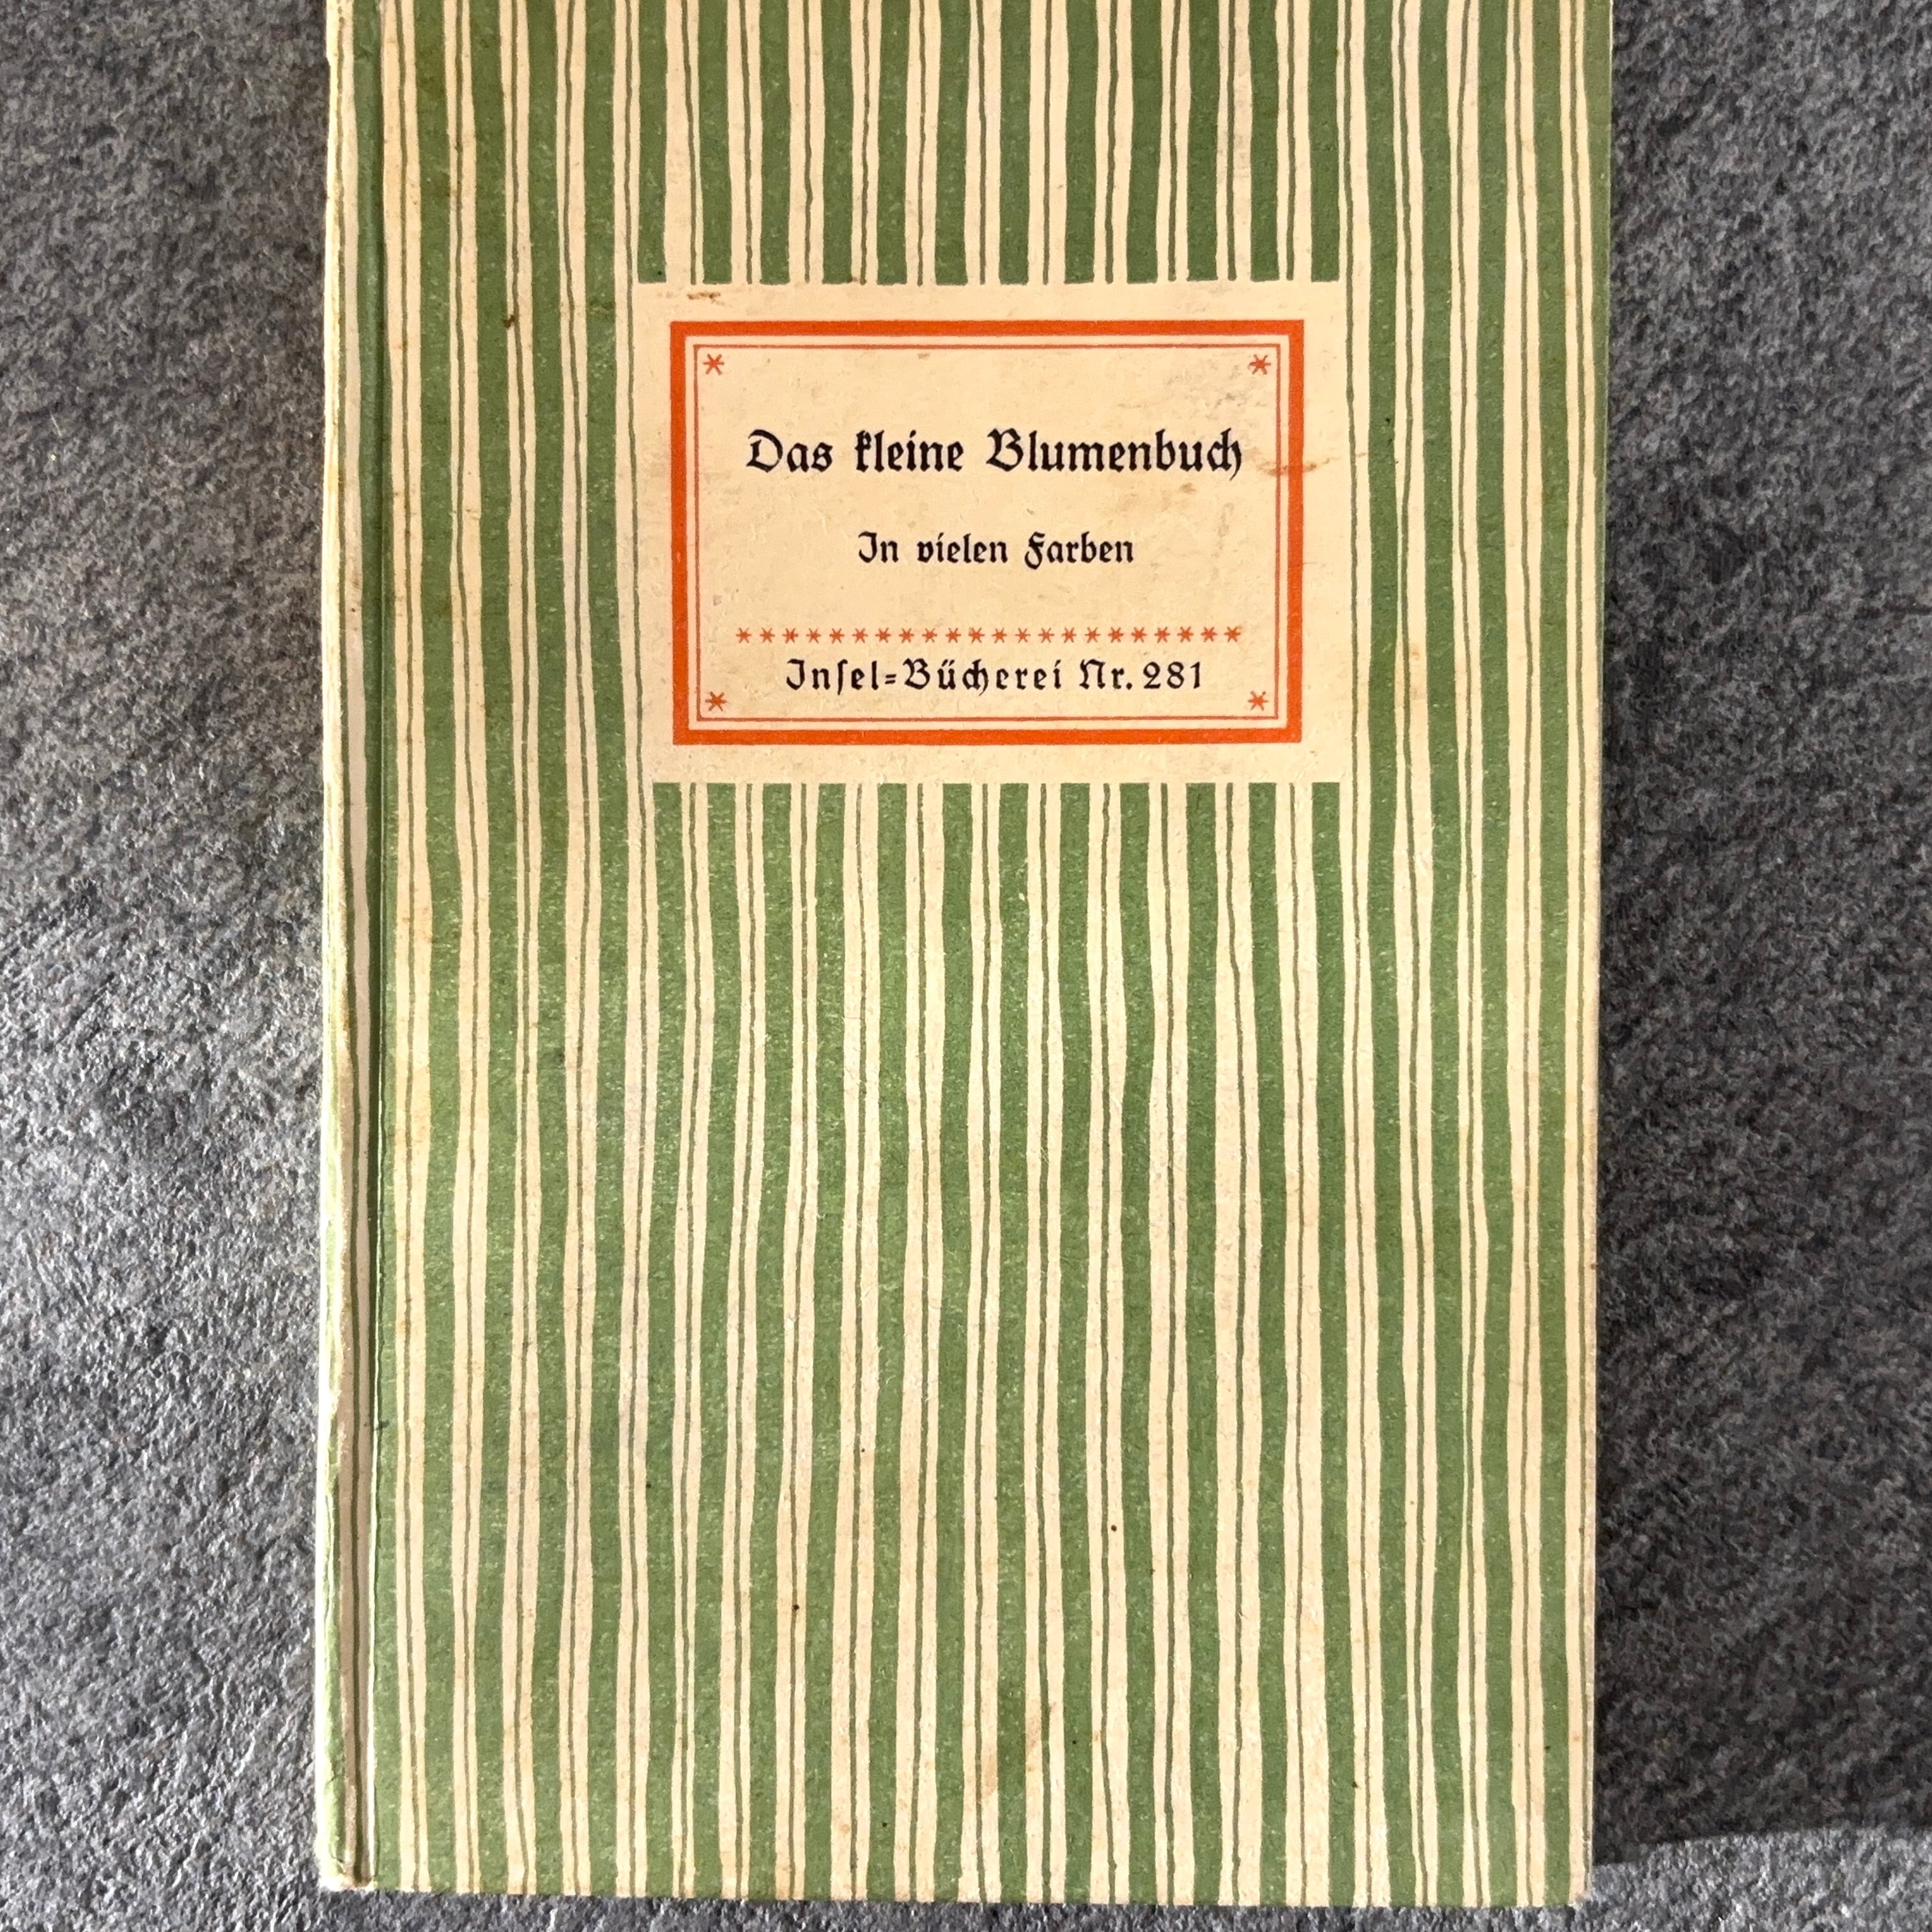 Das kleine Blumenbuch
In vielen Farben
Inſel-Bücherei Nr. 281